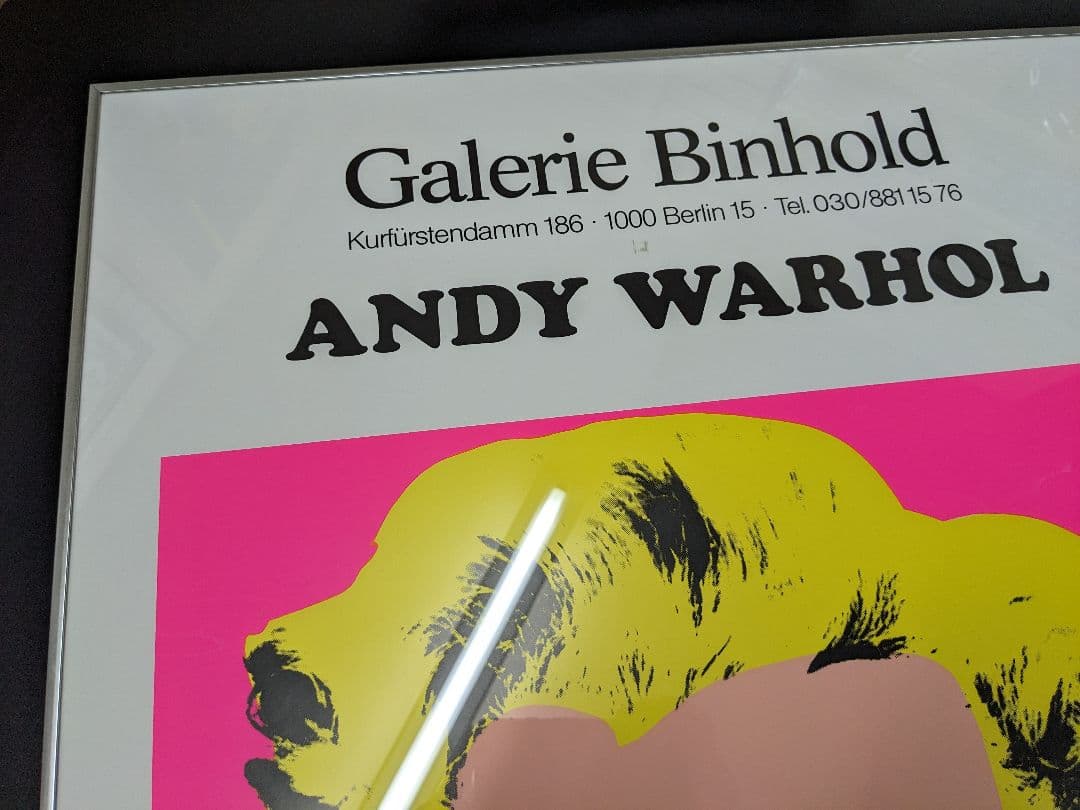 Galerie Binhold
Kurfürstendamm 186 · 1000 Berlin 15 · Tel. 030/881 15 76
ANDY WARHOL